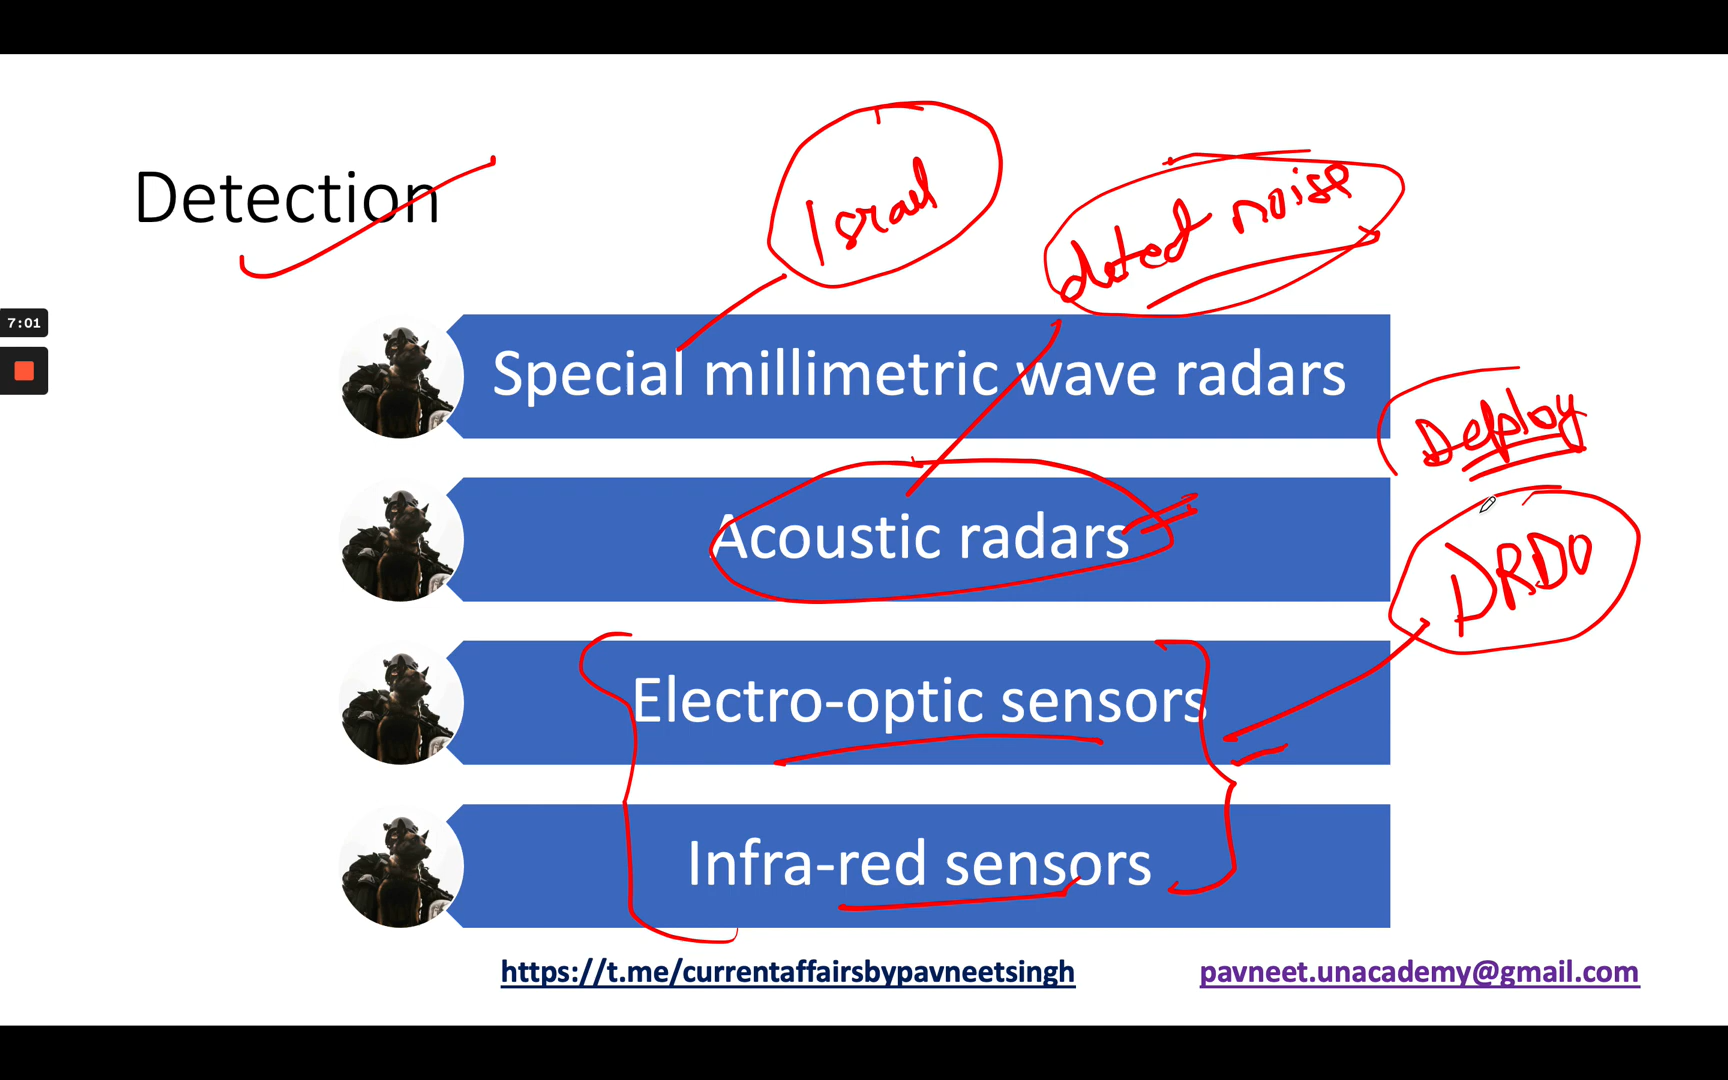 Israel
detect noise
Detection
7:01
Special millimetric wave radars
Deploy
Acoustic radars
DRDO
Electro-optic sensors
Infra-red sensors
https://t.me/currentaffairsbypavneetsingh
pavneet.unacademy@gmail.com